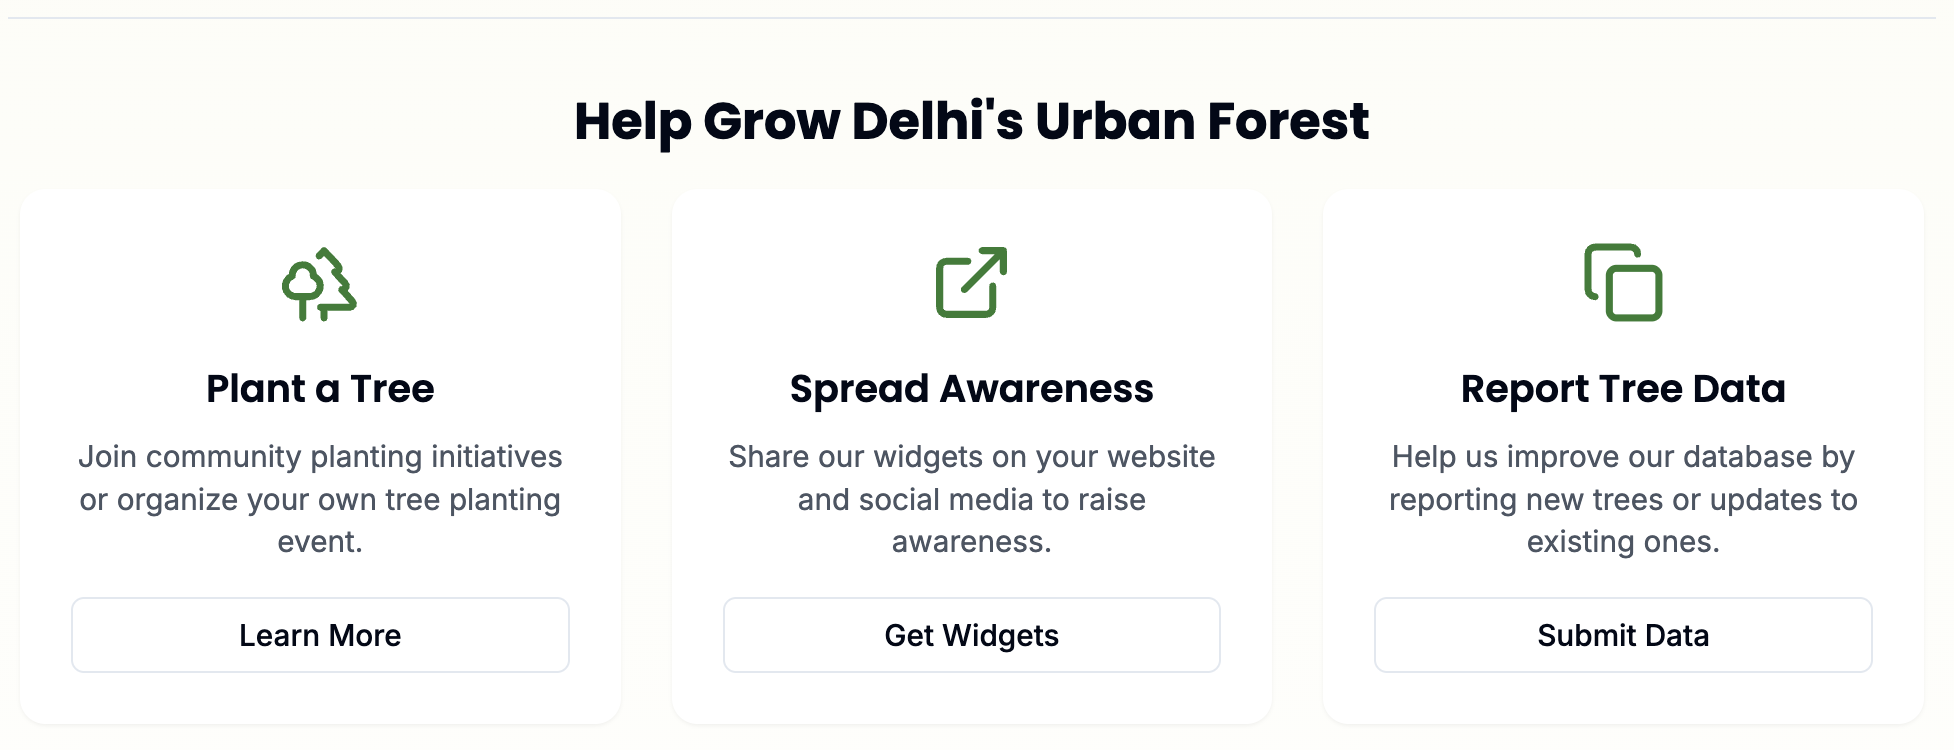 Help Grow Delhi's Urban Forest
Plant a Tree
Join community planting initiatives
or organize your own tree planting
event.
Learn More
Spread Awareness
Share our widgets on your website
and social media to raise
awareness.
Get Widgets
Report Tree Data
Help us improve our database by
reporting new trees or updates to
existing ones.
Submit Data